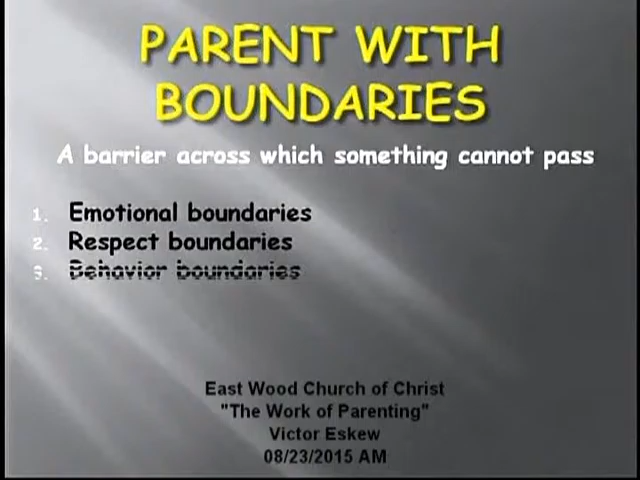 PARENT WITH
BOUNDARIES
A barrier across which something cannot pass
1. Emotional boundaries
2. Respect boundaries
3. Behavior boundaries
East Wood Church of Christ
"The Work of Parenting"
Victor Eskew
08/23/2015 AM